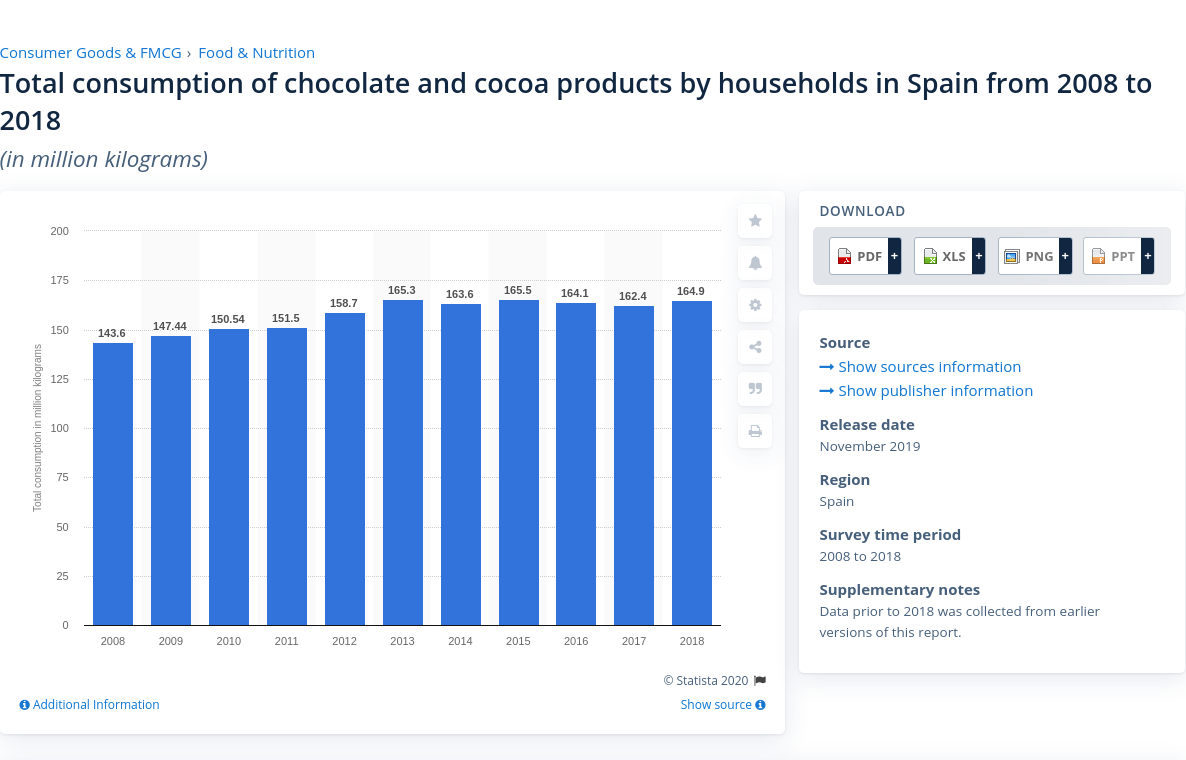 Consumer Goods & FMCG › Food & Nutrition
Total consumption of chocolate and cocoa products by households in Spain from 2008 to
2018
(in million kilograms)
200
175
150
125
100
75
50
25
0
Total consumption in million kilograms
143.6
147.44
150.54
151.5
158.7
165.3
163.6
165.5
164.1
162.4
164.9
2008 2009 2010 2011 2012 2013 2014 2015 2016 2017 2018
© Statista 2020
Additional Information
Show source
DOWNLOAD
PDF + XLS + PNG + PPT +
Source
Show sources information
Show publisher information
Release date
November 2019
Region
Spain
Survey time period
2008 to 2018
Supplementary notes
Data prior to 2018 was collected from earlier
versions of this report.